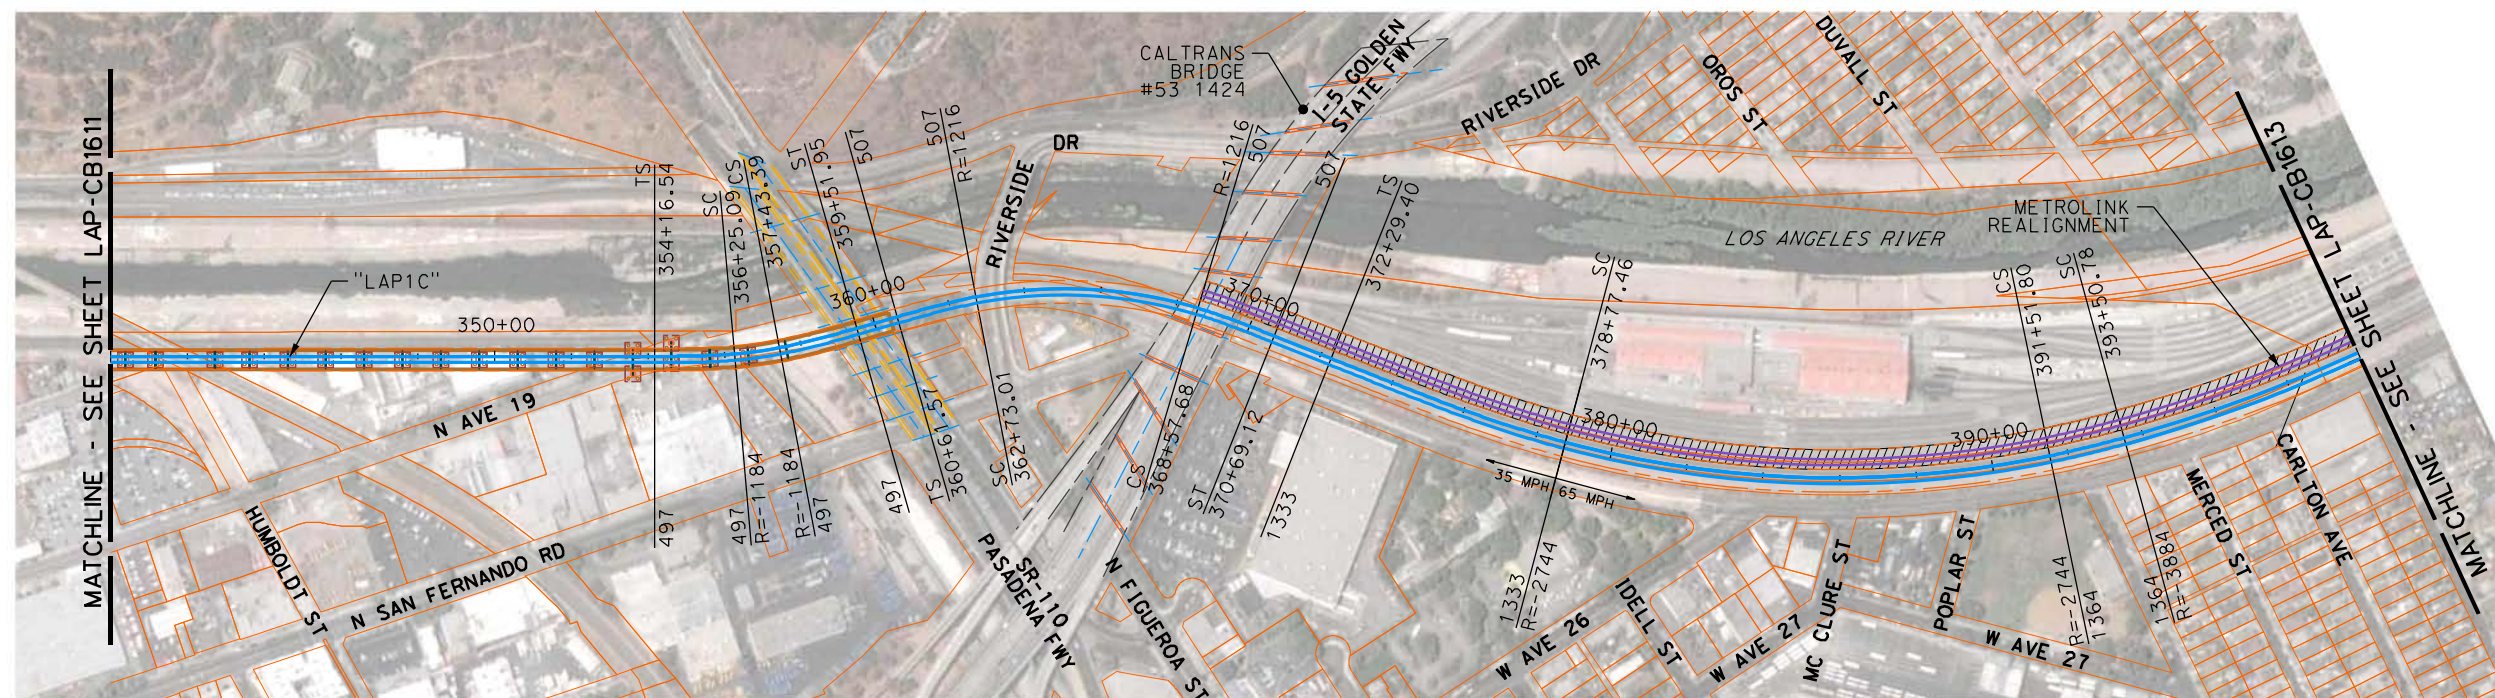 MATCHLINE - SEE SHEET LAP-CB1611
"LAP1C"
350+00
N AVE 19
HUMBOLDT ST
N SAN FERNANDO RD
TS
354+16.54
497
SC
356+25.09
497
R=-1184
CS
357+43.39
R=-1184
497
ST
359+51.95
497
507
TS
360+61.57
360+00
507
R=1216
SC
362+73.01
RIVERSIDE
DR
CALTRANS
BRIDGE
#53 1424
I-5 GOLDEN
STATE FWY
R=1216
507
CS
368+57.68
507
ST
370+69.12
370+00
TS
372+29.40
1333
SR-110
PASADENA FWY
N FIGUEROA ST
RIVERSIDE DR
OROS ST
DUVALL ST
LOS ANGELES RIVER
METROLINK
REALIGNMENT
SC
378+77.46
1333
R=-2744
380+00
35 MPH
65 MPH
390+00
CS
391+51.80
R=-2744
1364
SC
393+50.78
1364
R=-3884
W AVE 26
IDELL ST
W AVE 27
MC CLURE ST
POPLAR ST
W AVE 27
MERCED ST
CARLTON AVE
MATCHLINE - SEE SHEET LAP-CB1613